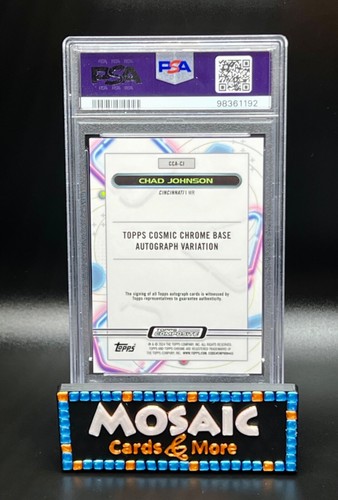 PSA
PSA
98361192
CCA-CJ
CHAD JOHNSON
CINCINNATI | WR
TOPPS COSMIC CHROME BASE
AUTOGRAPH VARIATION
The signing of all Topps autograph cards is witnessed by
Topps representatives to guarantee authenticity.
Topps
COMPOSITE
MOSAIC
Cards & More